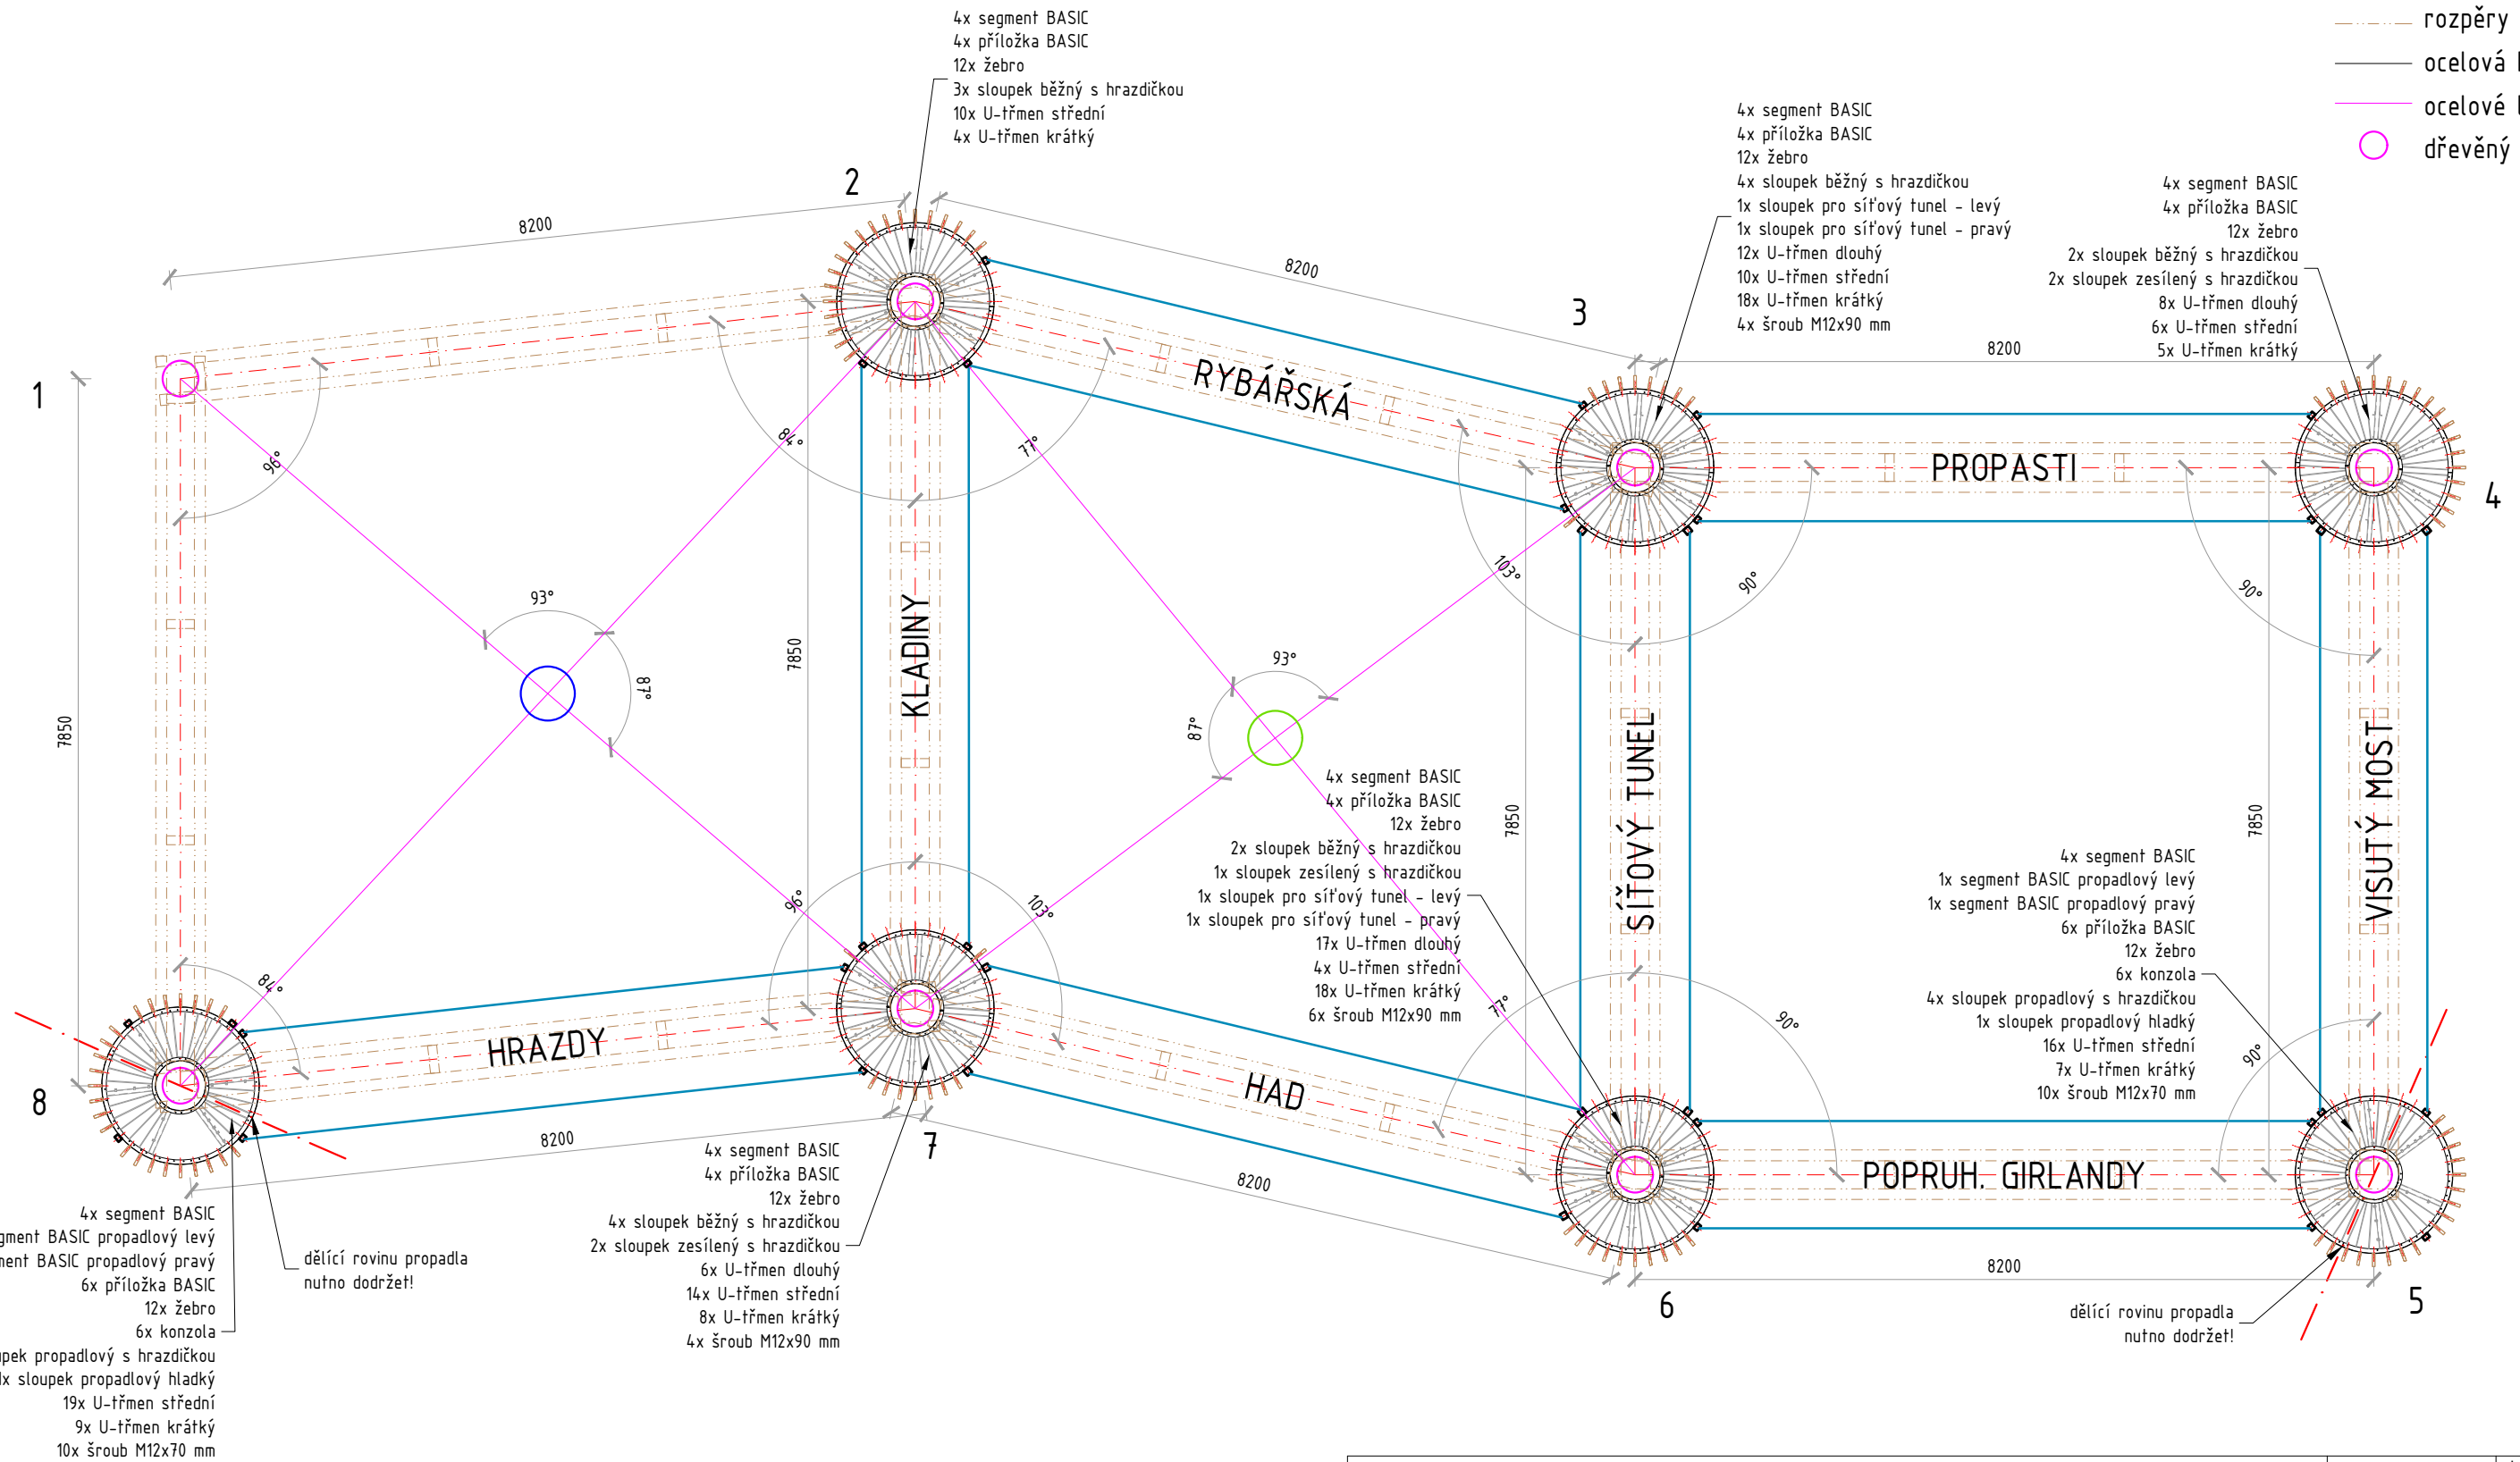 rozpěry
ocelová
ocelové
dřevěný
4x segment BASIC
4x příložka BASIC
12x žebro
3x sloupek běžný s hrazdičkou
10x U-třmen střední
4x U-třmen krátký
4x segment BASIC
4x příložka BASIC
12x žebro
4x sloupek běžný s hrazdičkou
1x sloupek pro síťový tunel - levý
1x sloupek pro síťový tunel - pravý
12x U-třmen dlouhý
10x U-třmen střední
18x U-třmen krátký
4x šroub M12x90 mm
4x segment BASIC
4x příložka BASIC
12x žebro
2x sloupek běžný s hrazdičkou
2x sloupek zesílený s hrazdičkou
8x U-třmen dlouhý
6x U-třmen střední
5x U-třmen krátký
2
8200
8200
3
8200
1
4
RYBÁŘSKÁ
PROPASTI
96°
84°
77°
103°
90°
90°
93°
87°
7850
7850
KLADINY
93°
87°
SÍŤOVÝ TUNEL
VISUTÝ MOST
7850
7850
4x segment BASIC
4x příložka BASIC
12x žebro
2x sloupek běžný s hrazdičkou
1x sloupek zesílený s hrazdičkou
1x sloupek pro síťový tunel - levý
1x sloupek pro síťový tunel - pravý
17x U-třmen dlouhý
4x U-třmen střední
18x U-třmen krátký
6x šroub M12x90 mm
4x segment BASIC
1x segment BASIC propadlový levý
1x segment BASIC propadlový pravý
6x příložka BASIC
12x žebro
6x konzola
4x sloupek propadlový s hrazdičkou
1x sloupek propadlový hladký
16x U-třmen střední
7x U-třmen krátký
10x šroub M12x70 mm
84°
96°
103°
77°
90°
90°
8
HRAZDY
HAD
POPRUH. GIRLANDY
8200
7
8200
8200
6
5
4x segment BASIC
segment BASIC propadlový levý
segment BASIC propadlový pravý
6x příložka BASIC
12x žebro
6x konzola
sloupek propadlový s hrazdičkou
1x sloupek propadlový hladký
19x U-třmen střední
9x U-třmen krátký
10x šroub M12x70 mm
dělící rovinu propadla
nutno dodržet!
4x segment BASIC
4x příložka BASIC
12x žebro
4x sloupek běžný s hrazdičkou
2x sloupek zesílený s hrazdičkou
6x U-třmen dlouhý
14x U-třmen střední
8x U-třmen krátký
4x šroub M12x90 mm
dělící rovinu propadla
nutno dodržet!